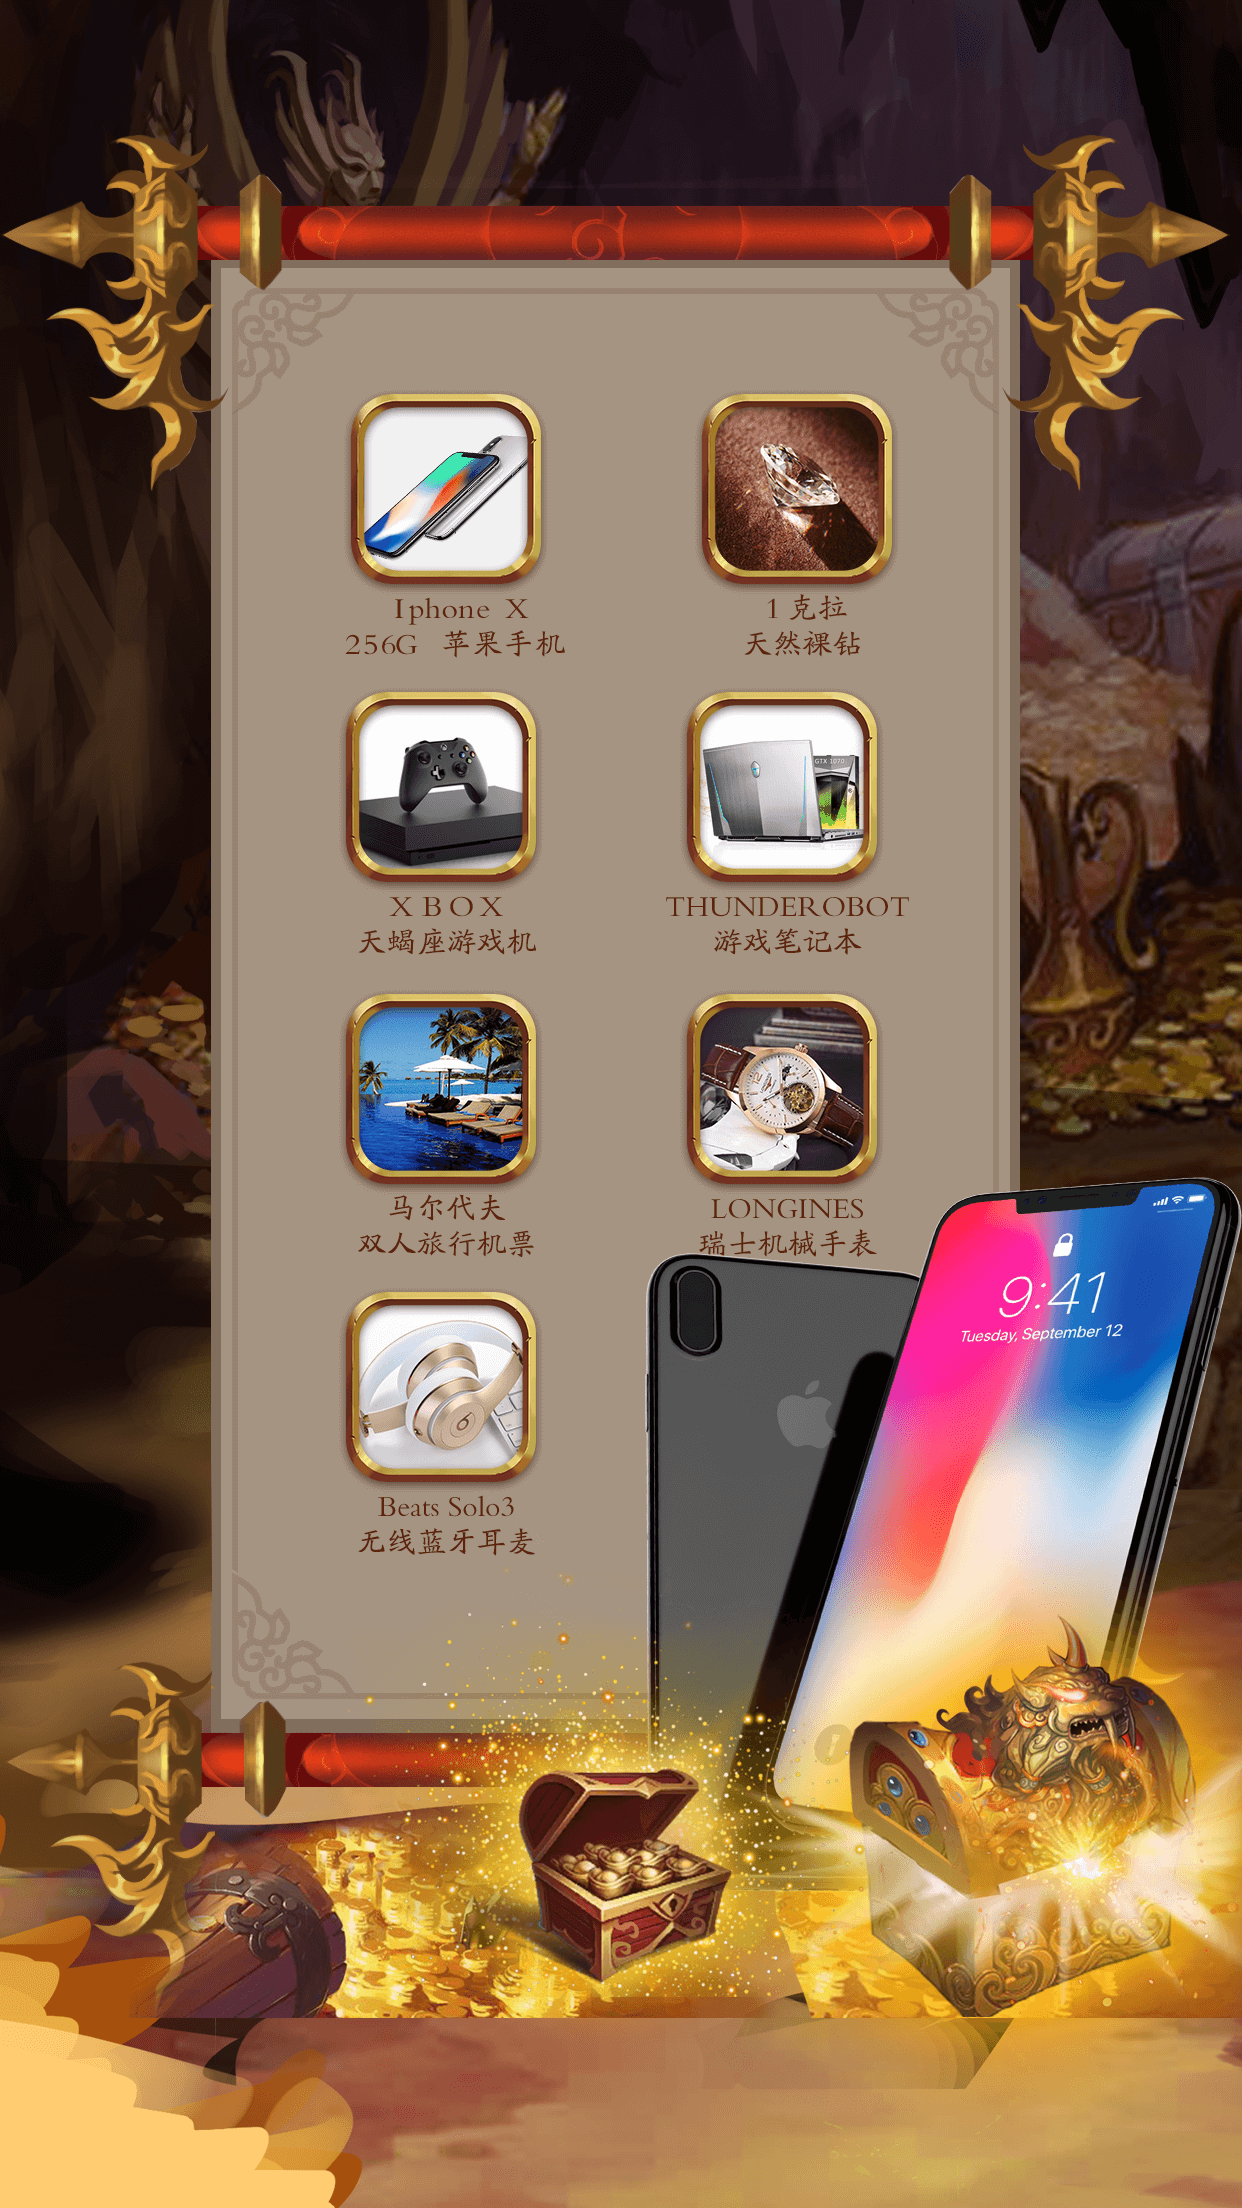 Iphone X
256G 苹果手机
1克拉
天然裸钻
XBOX
天蝎座游戏机
GTX 1070
THUNDEROBOT
游戏笔记本
马尔代夫
双人旅行机票
LONGINES
瑞士机械手表
9:41
Tuesday, September 12
Beats Solo3
无线蓝牙耳麦